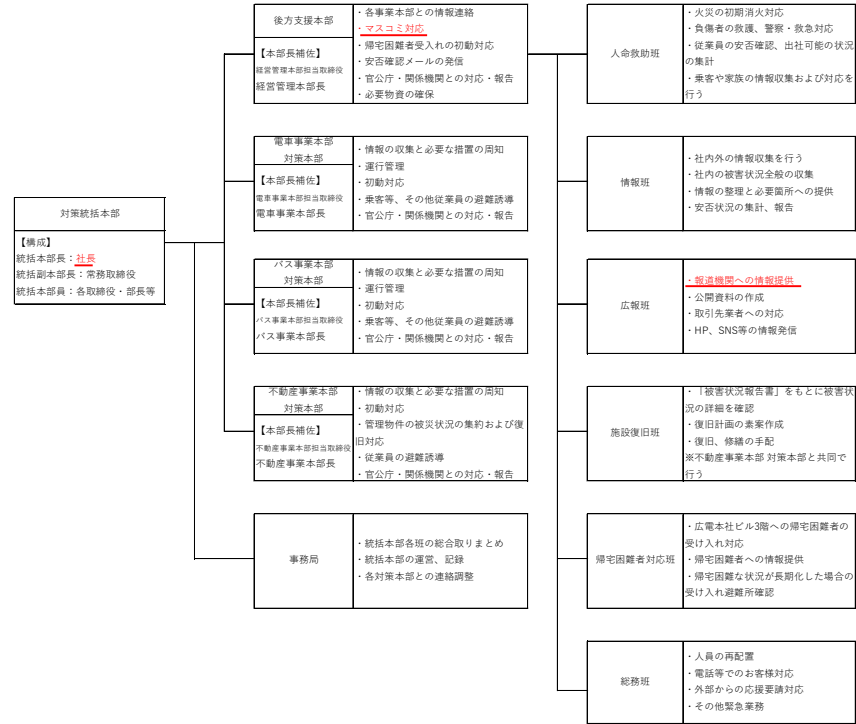 対策統括本部
【構成】
統括本部長：社長
統括副本部長：常務取締役
統括本部員：各取締役・部長等
後方支援本部
【本部長補佐】
経営管理本部担当取締役
経営管理本部長
・各事業本部との情報連絡
・マスコミ対応
・帰宅困難者受入れの初動対応
・安否確認メールの発信
・官公庁・関係機関との対応・報告
・必要物資の確保
電車事業本部
対策本部
【本部長補佐】
電車事業本部担当取締役
電車事業本部長
・情報の収集と必要な措置の周知
・運行管理
・初動対応
・乗客等、その他従業員の避難誘導
・官公庁・関係機関との対応・報告
バス事業本部
対策本部
【本部長補佐】
バス事業本部担当取締役
バス事業本部長
・情報の収集と必要な措置の周知
・運行管理
・初動対応
・乗客等、その他従業員の避難誘導
・官公庁・関係機関との対応・報告
不動産事業本部
対策本部
【本部長補佐】
不動産事業本部担当取締役
不動産事業本部長
・情報の収集と必要な措置の周知
・初動対応
・管理物件の被災状況の集約および復
旧対応
・従業員の避難誘導
・官公庁・関係機関との対応・報告
事務局
・統括本部各班の総合取りまとめ
・統括本部の運営、記録
・各対策本部との連絡調整
人命救助班
・火災の初期消火対応
・負傷者の救護、警察・救急対応
・従業員の安否確認、出社可能の状況
の集計
・乗客や家族の情報収集および対応を
行う
情報班
・社内外の情報収集を行う
・社内の被害状況全般の収集
・情報の整理と必要箇所への提供
・安否状況の集計、報告
広報班
・報道機関への情報提供
・公開資料の作成
・取引先業者への対応
・HP、SNS等の情報発信
施設復旧班
・「被害状況報告書」をもとに被害状
況の詳細を確認
・復旧計画の素案作成
・復旧、修繕の手配
※不動産事業本部 対策本部と共同で
行う
帰宅困難者対応班
・広電本社ビル3階への帰宅困難者の
受け入れ対応
・帰宅困難者への情報提供
・帰宅困難な状況が長期化した場合の
受け入れ避難所確認
総務班
・人員の再配置
・電話等でのお客様対応
・外部からの応援要請対応
・その他緊急業務